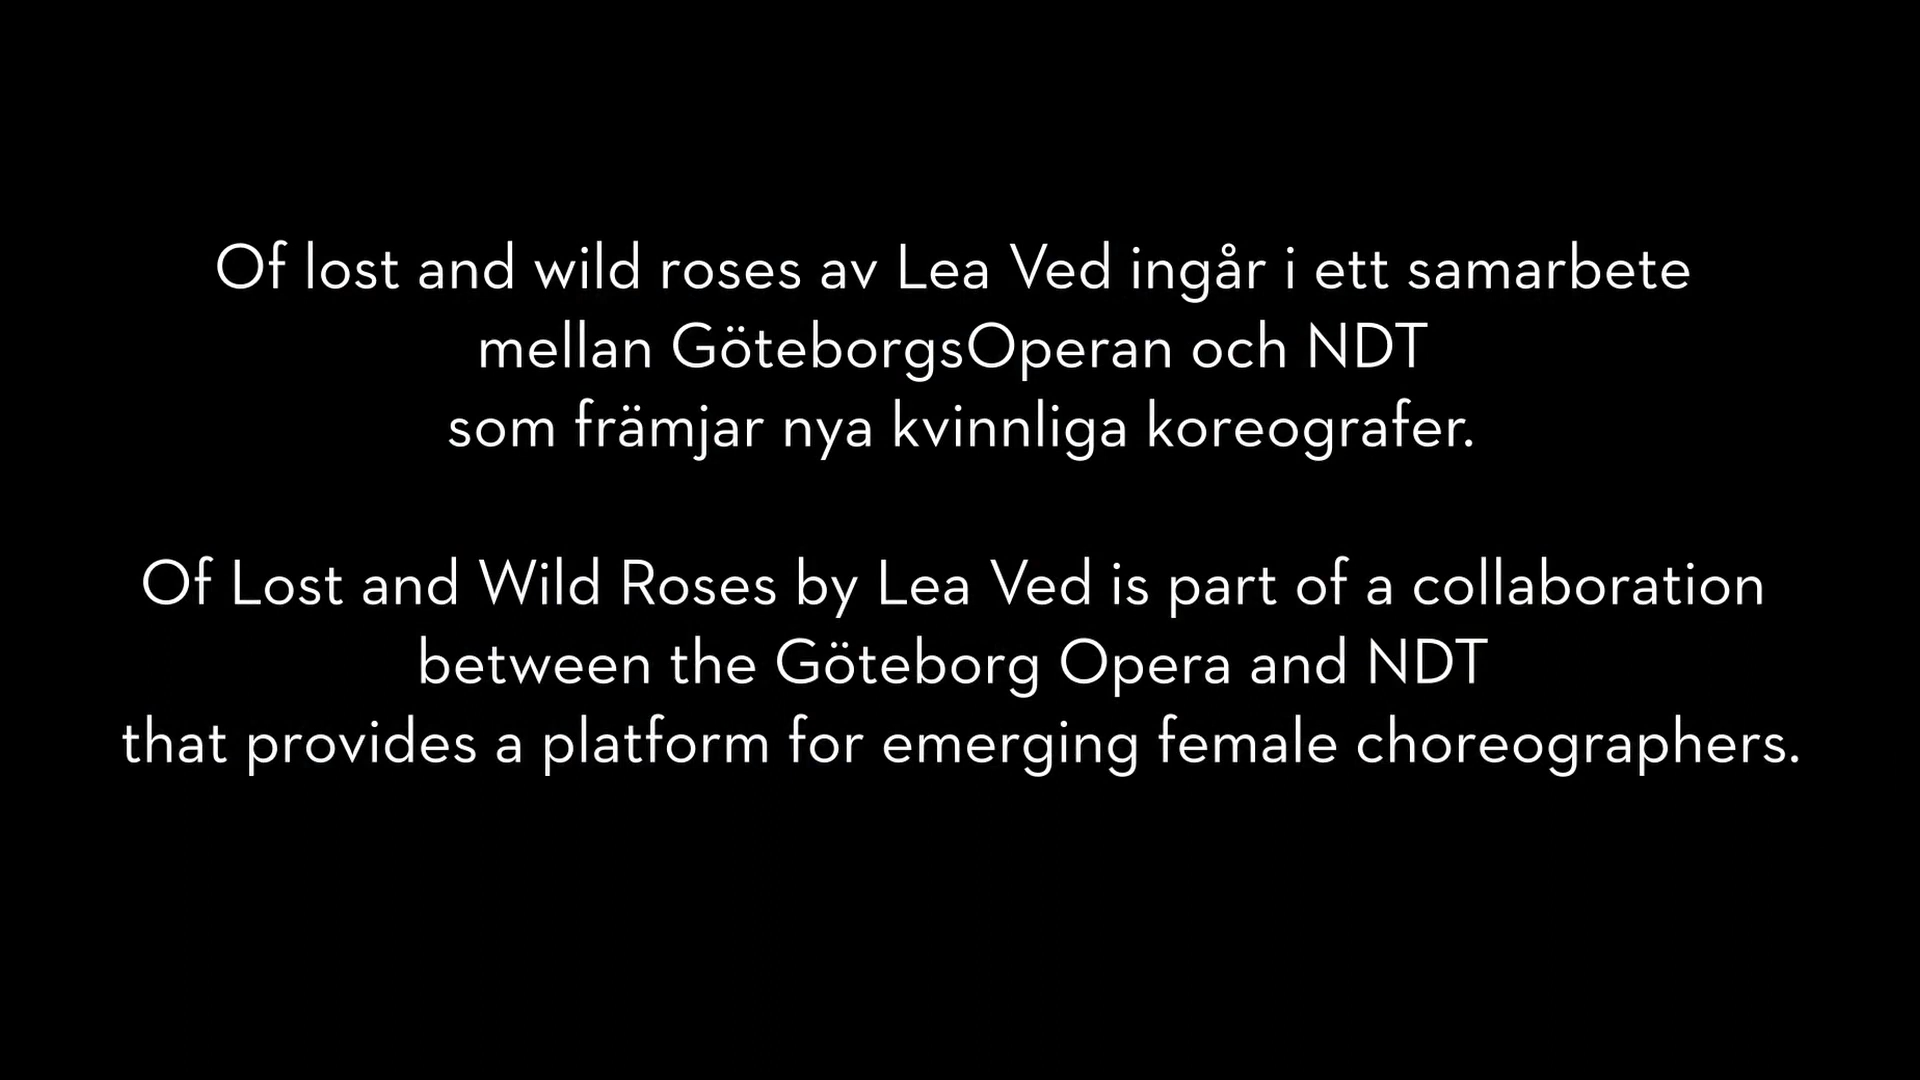 Of lost and wild roses av Lea Ved ingår i ett samarbete
mellan GöteborgsOperan och NDT
som främjar nya kvinnliga koreografer.
Of Lost and Wild Roses by Lea Ved is part of a collaboration
between the Göteborg Opera and NDT
that provides a platform for emerging female choreographers.